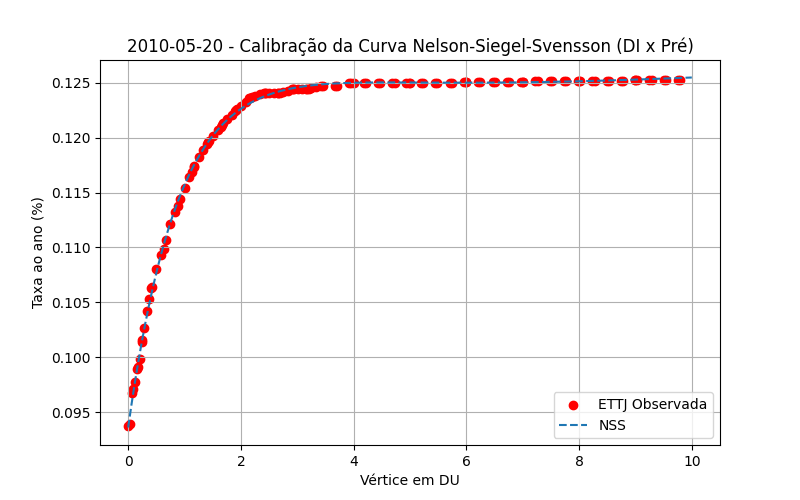 2010-05-20 - Calibração da Curva Nelson-Siegel-Svensson (DI x Pré)
Taxa ao ano (%)
0.125
0.120
0.115
0.110
0.105
0.100
0.095
0 2 4 6 8 10
Vértice em DU
ETTJ Observada
NSS